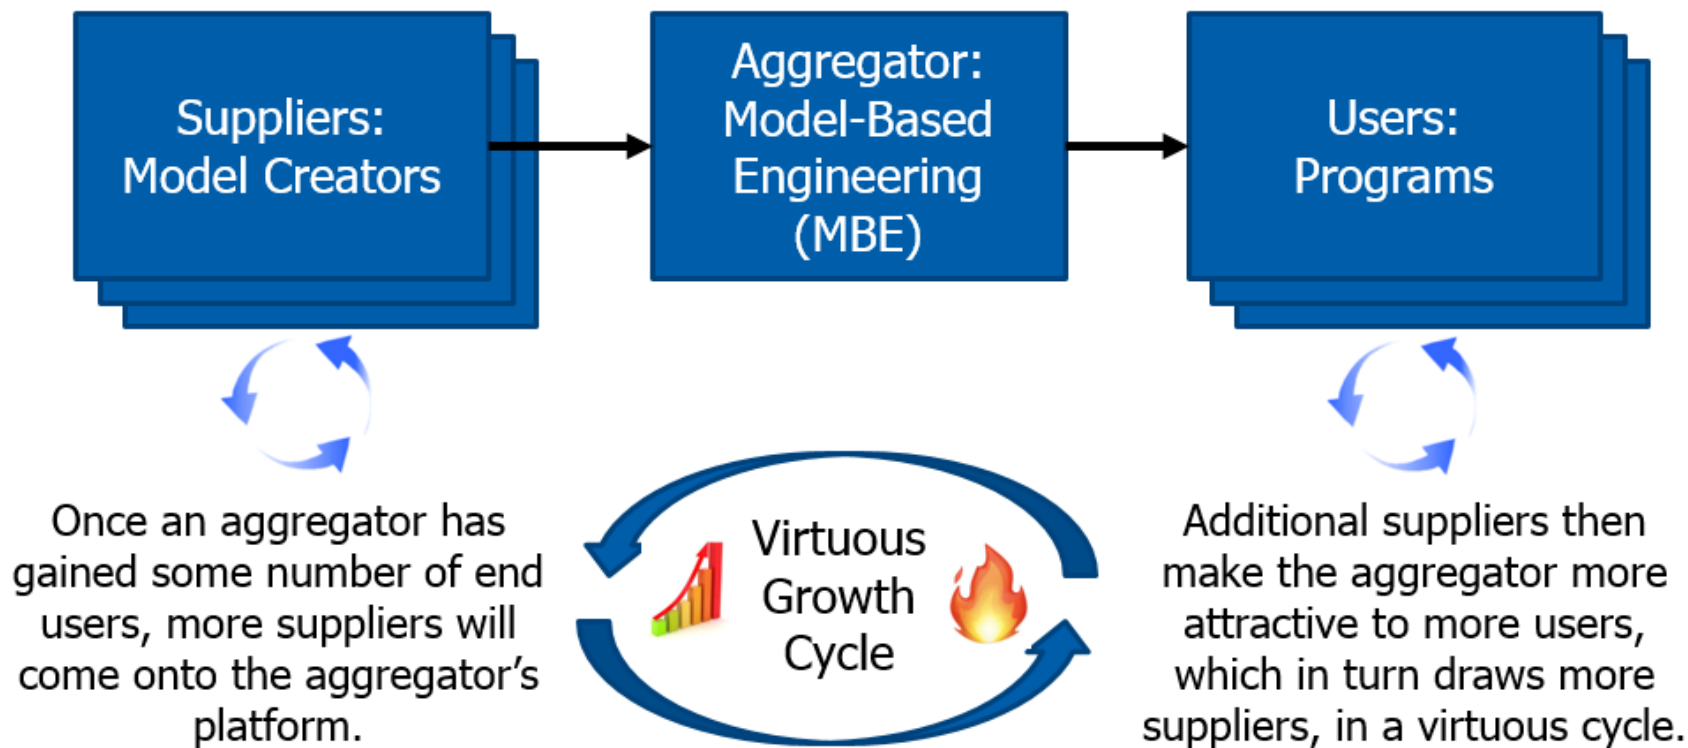 Suppliers:
Model Creators
Aggregator:
Model-Based
Engineering
(MBE)
Users:
Programs
Once an aggregator has
gained some number of end
users, more suppliers will
come onto the aggregator’s
platform.
Virtuous
Growth
Cycle
Additional suppliers then
make the aggregator more
attractive to more users,
which in turn draws more
suppliers, in a virtuous cycle.